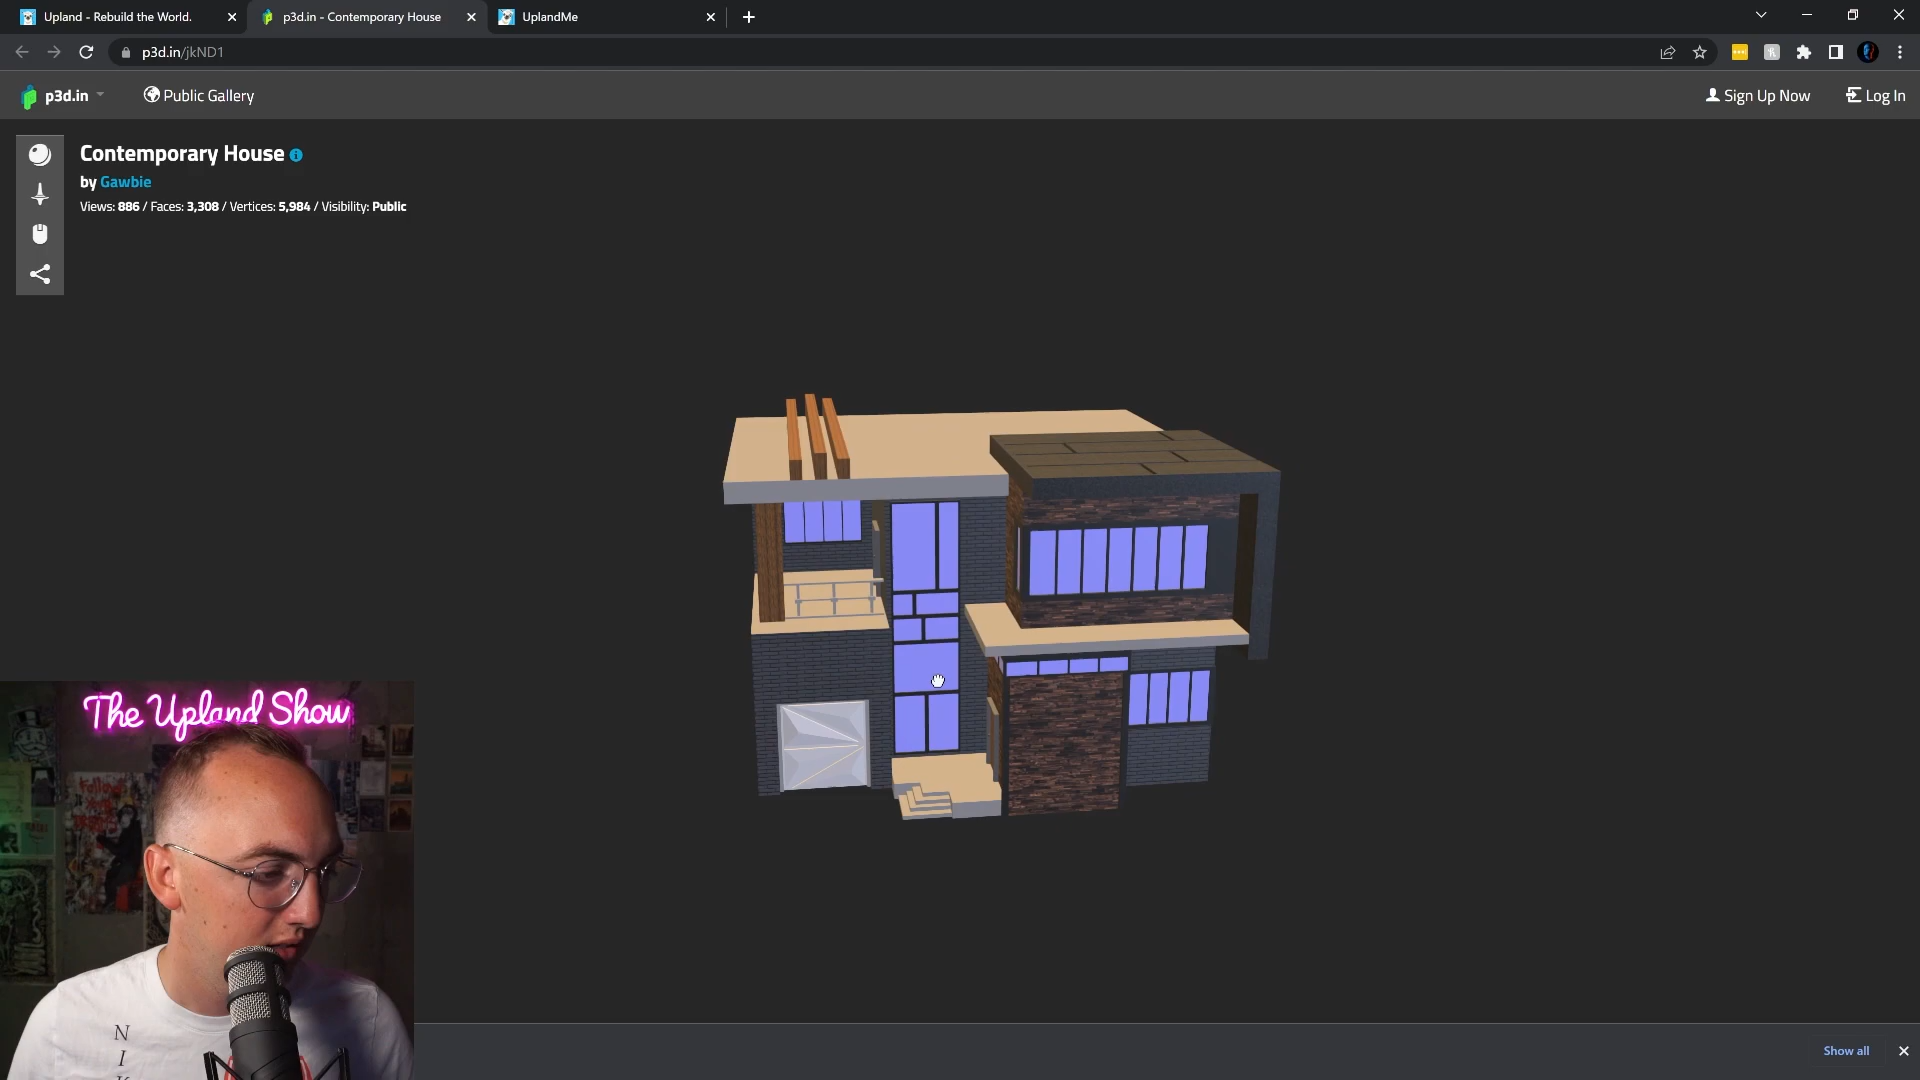 Upland - Rebuild the World.
p3d.in - Contemporary House
UplandMe
p3d.in/jkND1
p3d.in
Public Gallery
Sign Up Now
Log In
Contemporary House
by Gawbie
Views: 886 / Faces: 3,308 / Vertices: 5,984 / Visibility: Public
The Upland Show
N
I
K
Show all